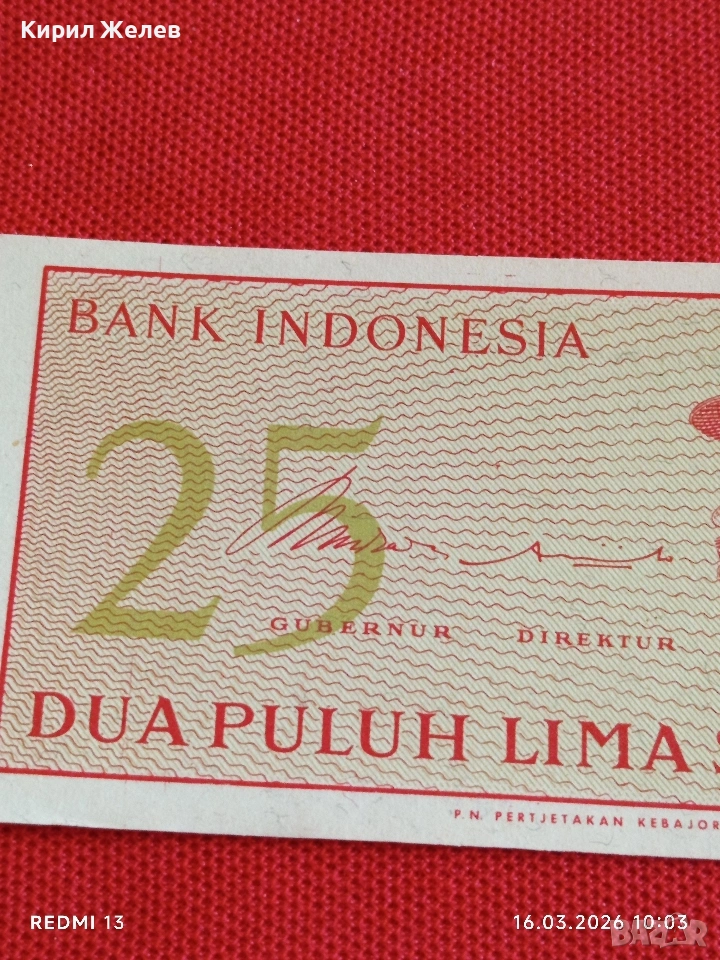 Кирил Желев
BANK INDONESIA
25
GUBERNUR DIREKTUR
DUA PULUH LIMA S
P.N. PERTJETAKAN KEBAJOR
REDMI 13
16.03.2026 10:03
BAZAR